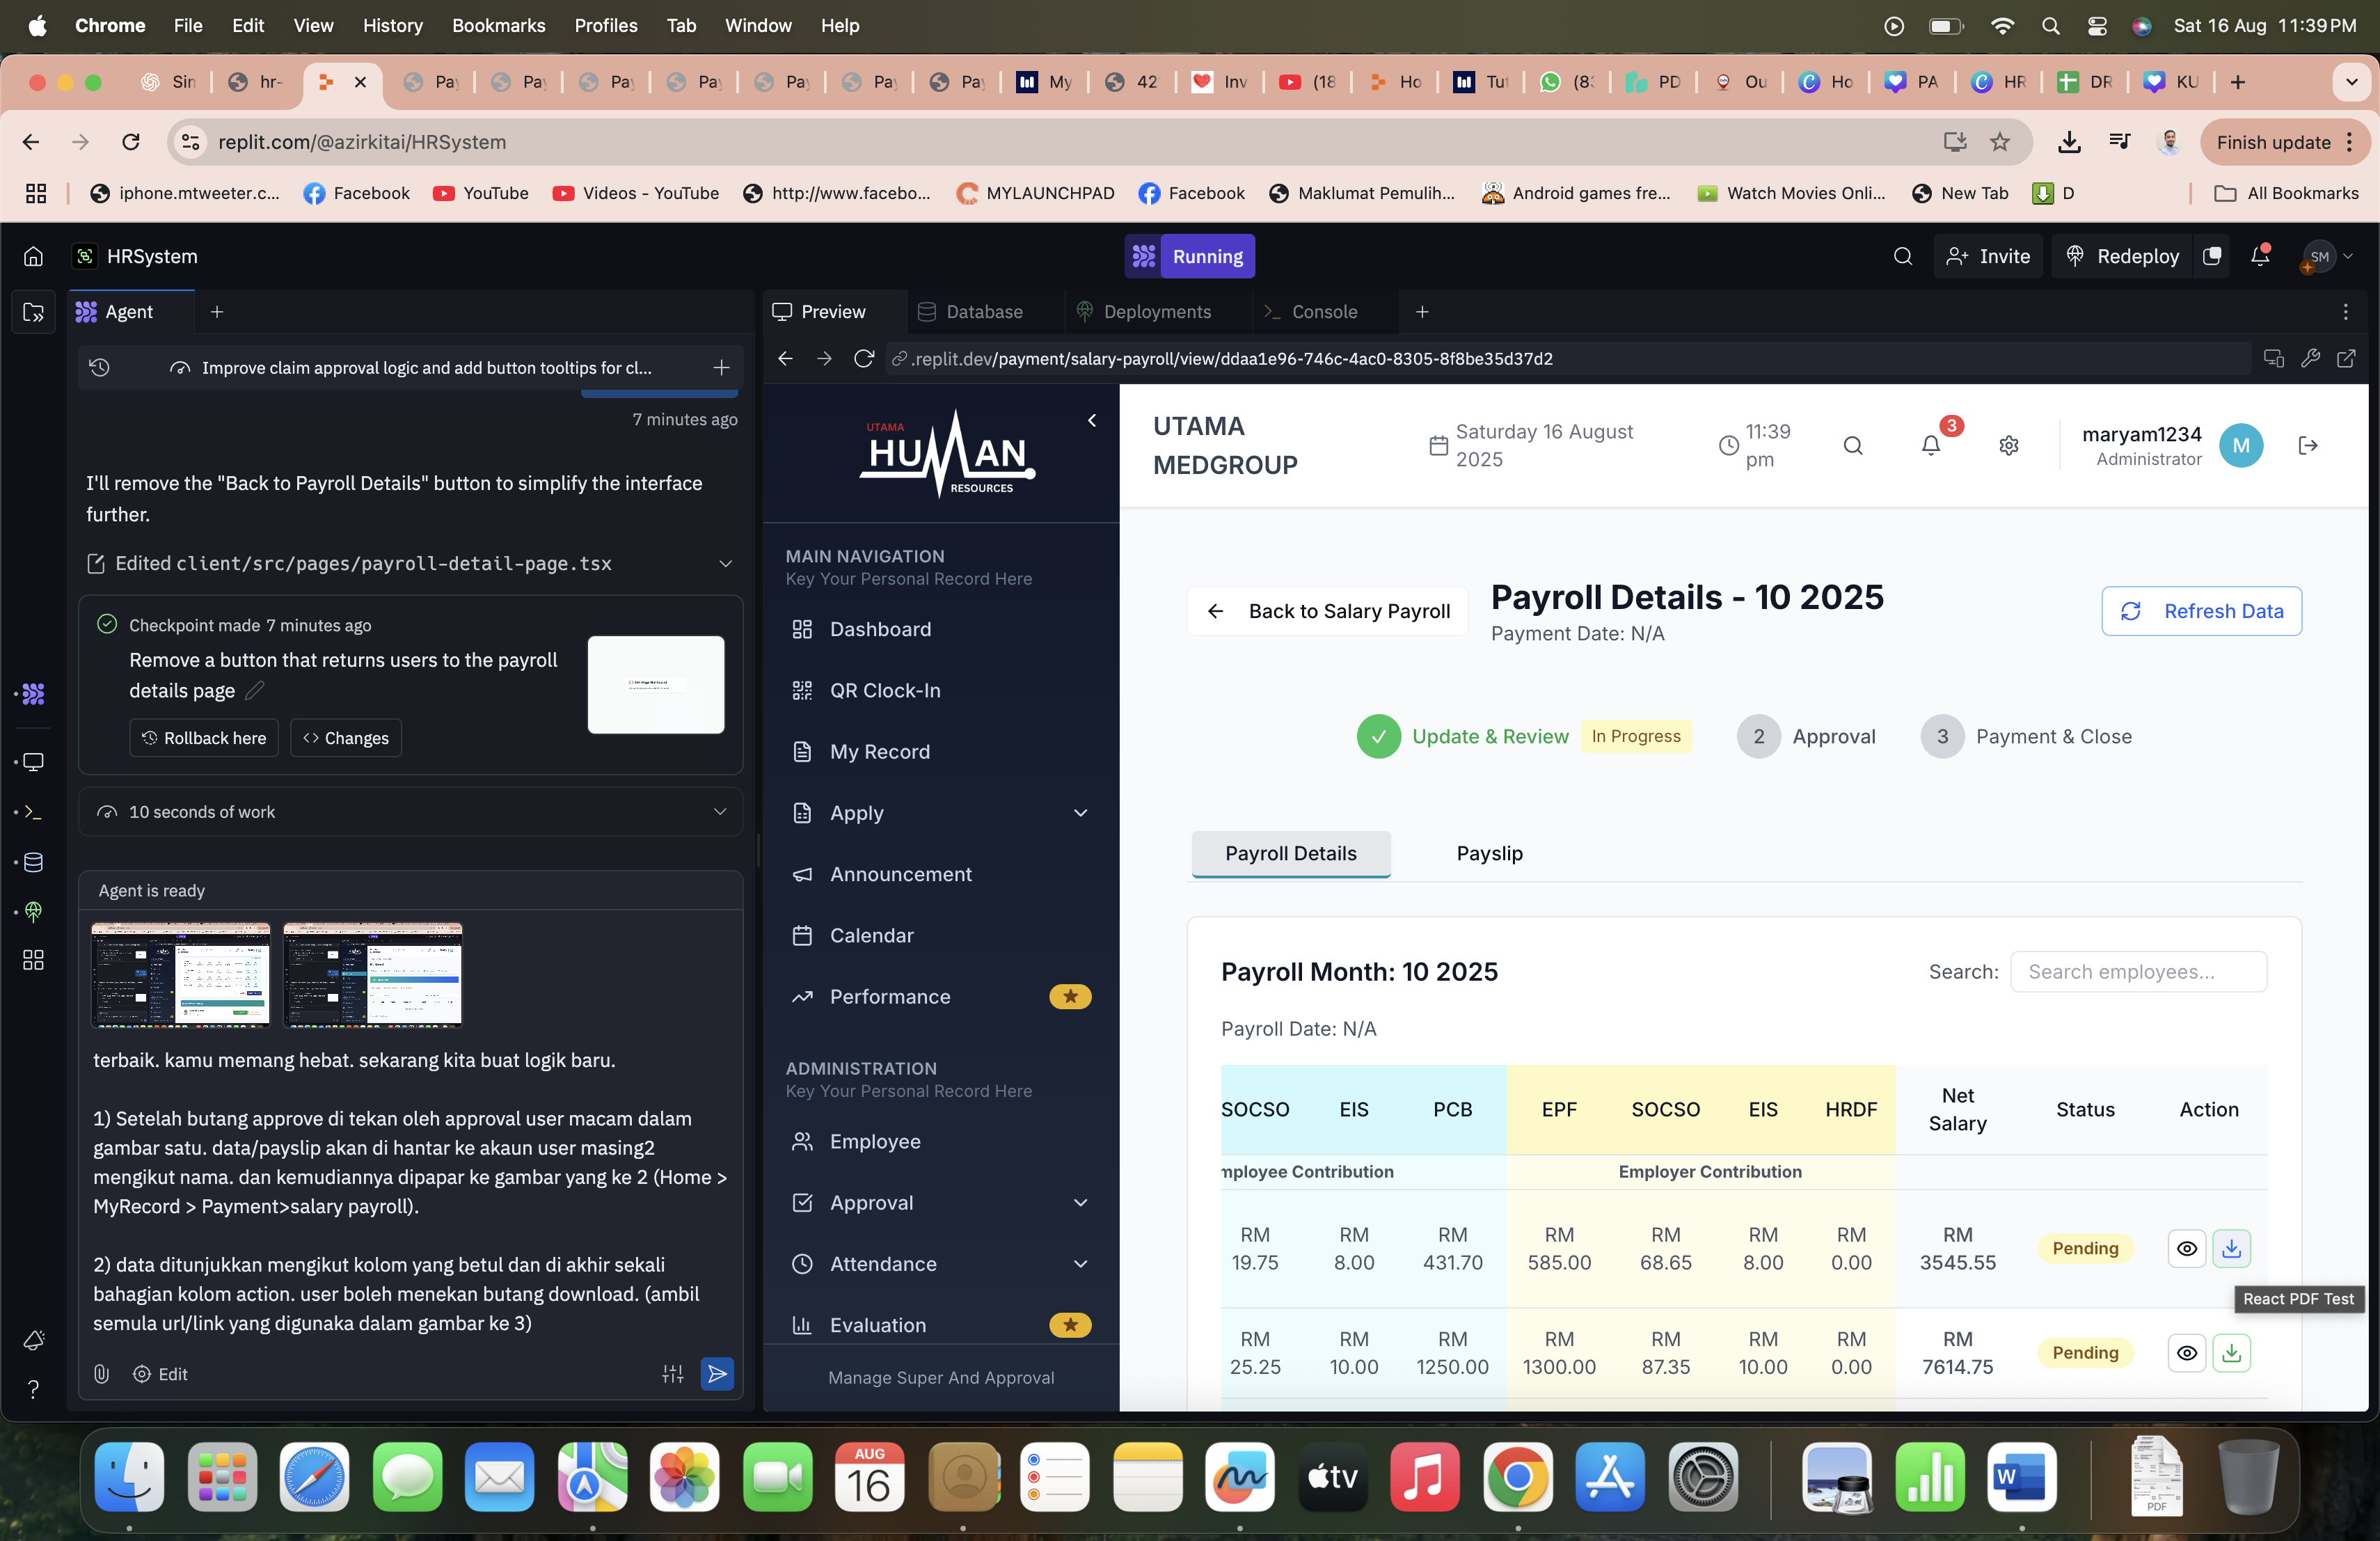 Chrome File Edit View History Bookmarks Profiles Tab Window Help
Sat 16 Aug 11:39 PM
Sin hr- Pay Pay Pay Pay Pay Pay Pay My 42 Inv (18 Ho Tut (8 PD Ou Ho PA HR DR KU
replit.com/@azirkitai/HRSystem
Finish update
iphone.mtweeter.c... Facebook YouTube Videos - YouTube http://www.facebo... MYLAUNCHPAD Facebook Maklumat Pemulih... Android games fre... Watch Movies Onli... New Tab D All Bookmarks
HRSystem
Running
Invite
Redeploy
SM
Agent
Preview Database Deployments Console
Improve claim approval logic and add button tooltips for cl...
.replit.dev/payment/salary-payroll/view/ddaa1e96-746c-4ac0-8305-8f8be35d37d2
7 minutes ago
I'll remove the "Back to Payroll Details" button to simplify the interface
further.
Edited client/src/pages/payroll-detail-page.tsx
Checkpoint made 7 minutes ago
Remove a button that returns users to the payroll
details page
Rollback here
Changes
10 seconds of work
Agent is ready
terbaik. kamu memang hebat. sekarang kita buat logik baru.
1) Setelah butang approve di tekan oleh approval user macam dalam
gambar satu. data/payslip akan di hantar ke akaun user masing2
mengikut nama. dan kemudiannya dipapar ke gambar yang ke 2 (Home >
MyRecord > Payment>salary payroll).
2) data ditunjukkan mengikut kolom yang betul dan di akhir sekali
bahagian kolom action. user boleh menekan butang download. (ambil
semula url/link yang digunaka dalam gambar ke 3)
Edit
UTAMA
HUMAN
RESOURCES
MAIN NAVIGATION
Key Your Personal Record Here
Dashboard
QR Clock-In
My Record
Apply
Announcement
Calendar
Performance
ADMINISTRATION
Key Your Personal Record Here
Employee
Approval
Attendance
Evaluation
Manage Super And Approval
UTAMA
MEDGROUP
Saturday 16 August
2025
11:39
pm
3
maryam1234
Administrator
M
Back to Salary Payroll
Payroll Details - 10 2025
Payment Date: N/A
Refresh Data
Update & Review In Progress 2 Approval 3 Payment & Close
Payroll Details Payslip
Payroll Month: 10 2025
Search: Search employees...
Payroll Date: N/A
SOCSO EIS PCB EPF SOCSO EIS HRDF Net Salary Status Action
mployee Contribution Employer Contribution
RM 19.75 RM 8.00 RM 431.70 RM 585.00 RM 68.65 RM 8.00 RM 0.00 RM 3545.55 Pending
React PDF Test
RM 25.25 RM 10.00 RM 1250.00 RM 1300.00 RM 87.35 RM 10.00 RM 0.00 RM 7614.75 Pending
AUG
16
tv
W
PDF